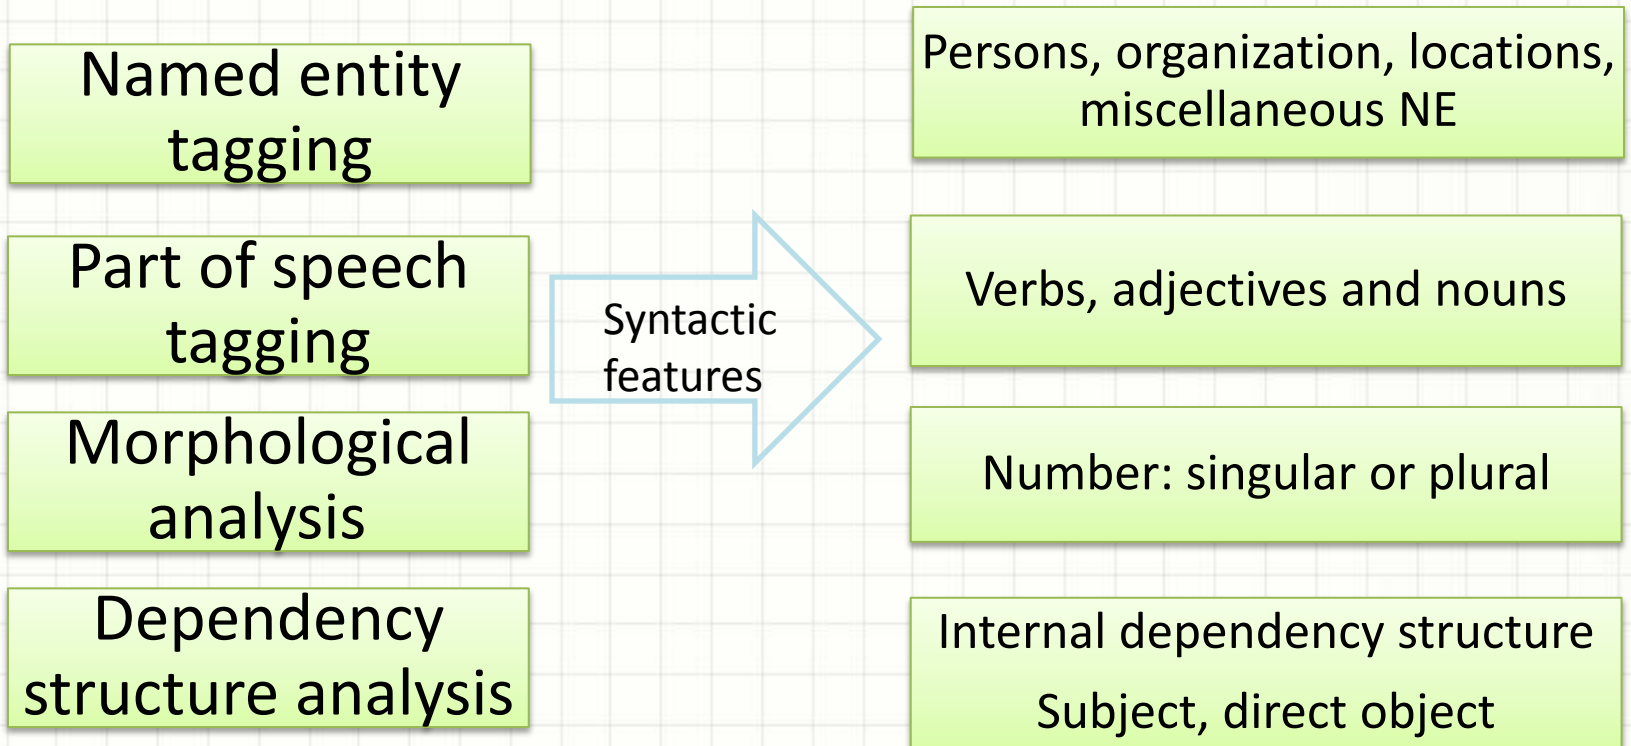 Named entity
tagging
Part of speech
tagging
Morphological
analysis
Dependency
structure analysis
Syntactic
features
Persons, organization, locations,
miscellaneous NE
Verbs, adjectives and nouns
Number: singular or plural
Internal dependency structure
Subject, direct object